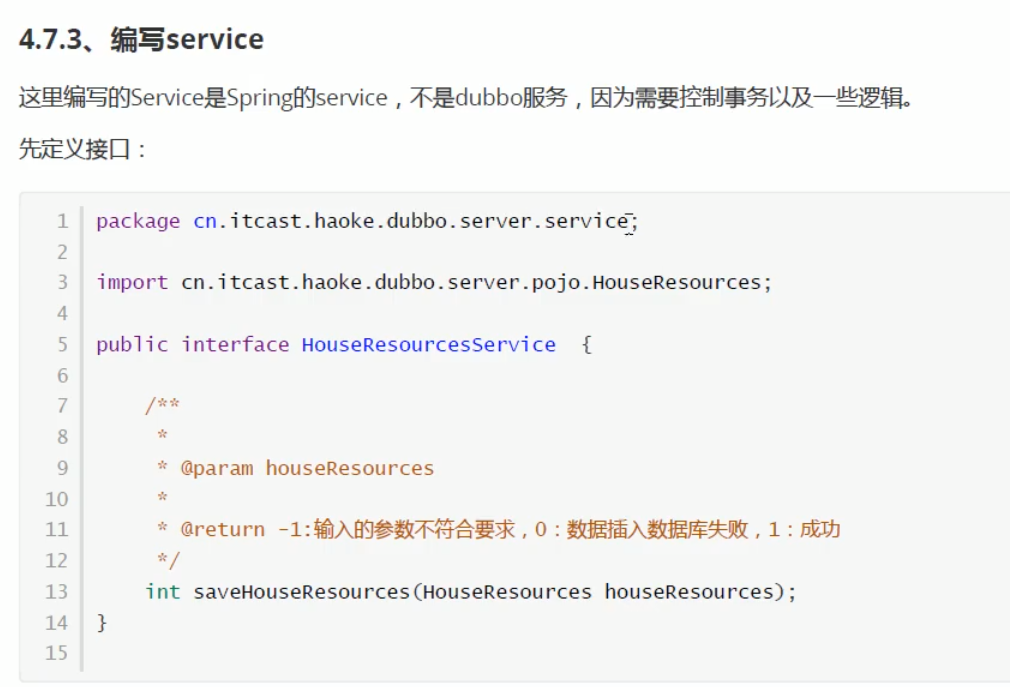 4.7.3、编写service
这里编写的Service是Spring的service，不是dubbo服务，因为需要控制事务以及一些逻辑。
先定义接口：
1 package cn.itcast.haoke.dubbo.server.service;
2
3 import cn.itcast.haoke.dubbo.server.pojo.HouseResources;
4
5 public interface HouseResourcesService  {
6
7     /**
8      *
9      * @param houseResources
10      *
11      * @return -1:输入的参数不符合要求，0：数据插入数据库失败，1：成功
12      */
13     int saveHouseResources(HouseResources houseResources);
14 }
15